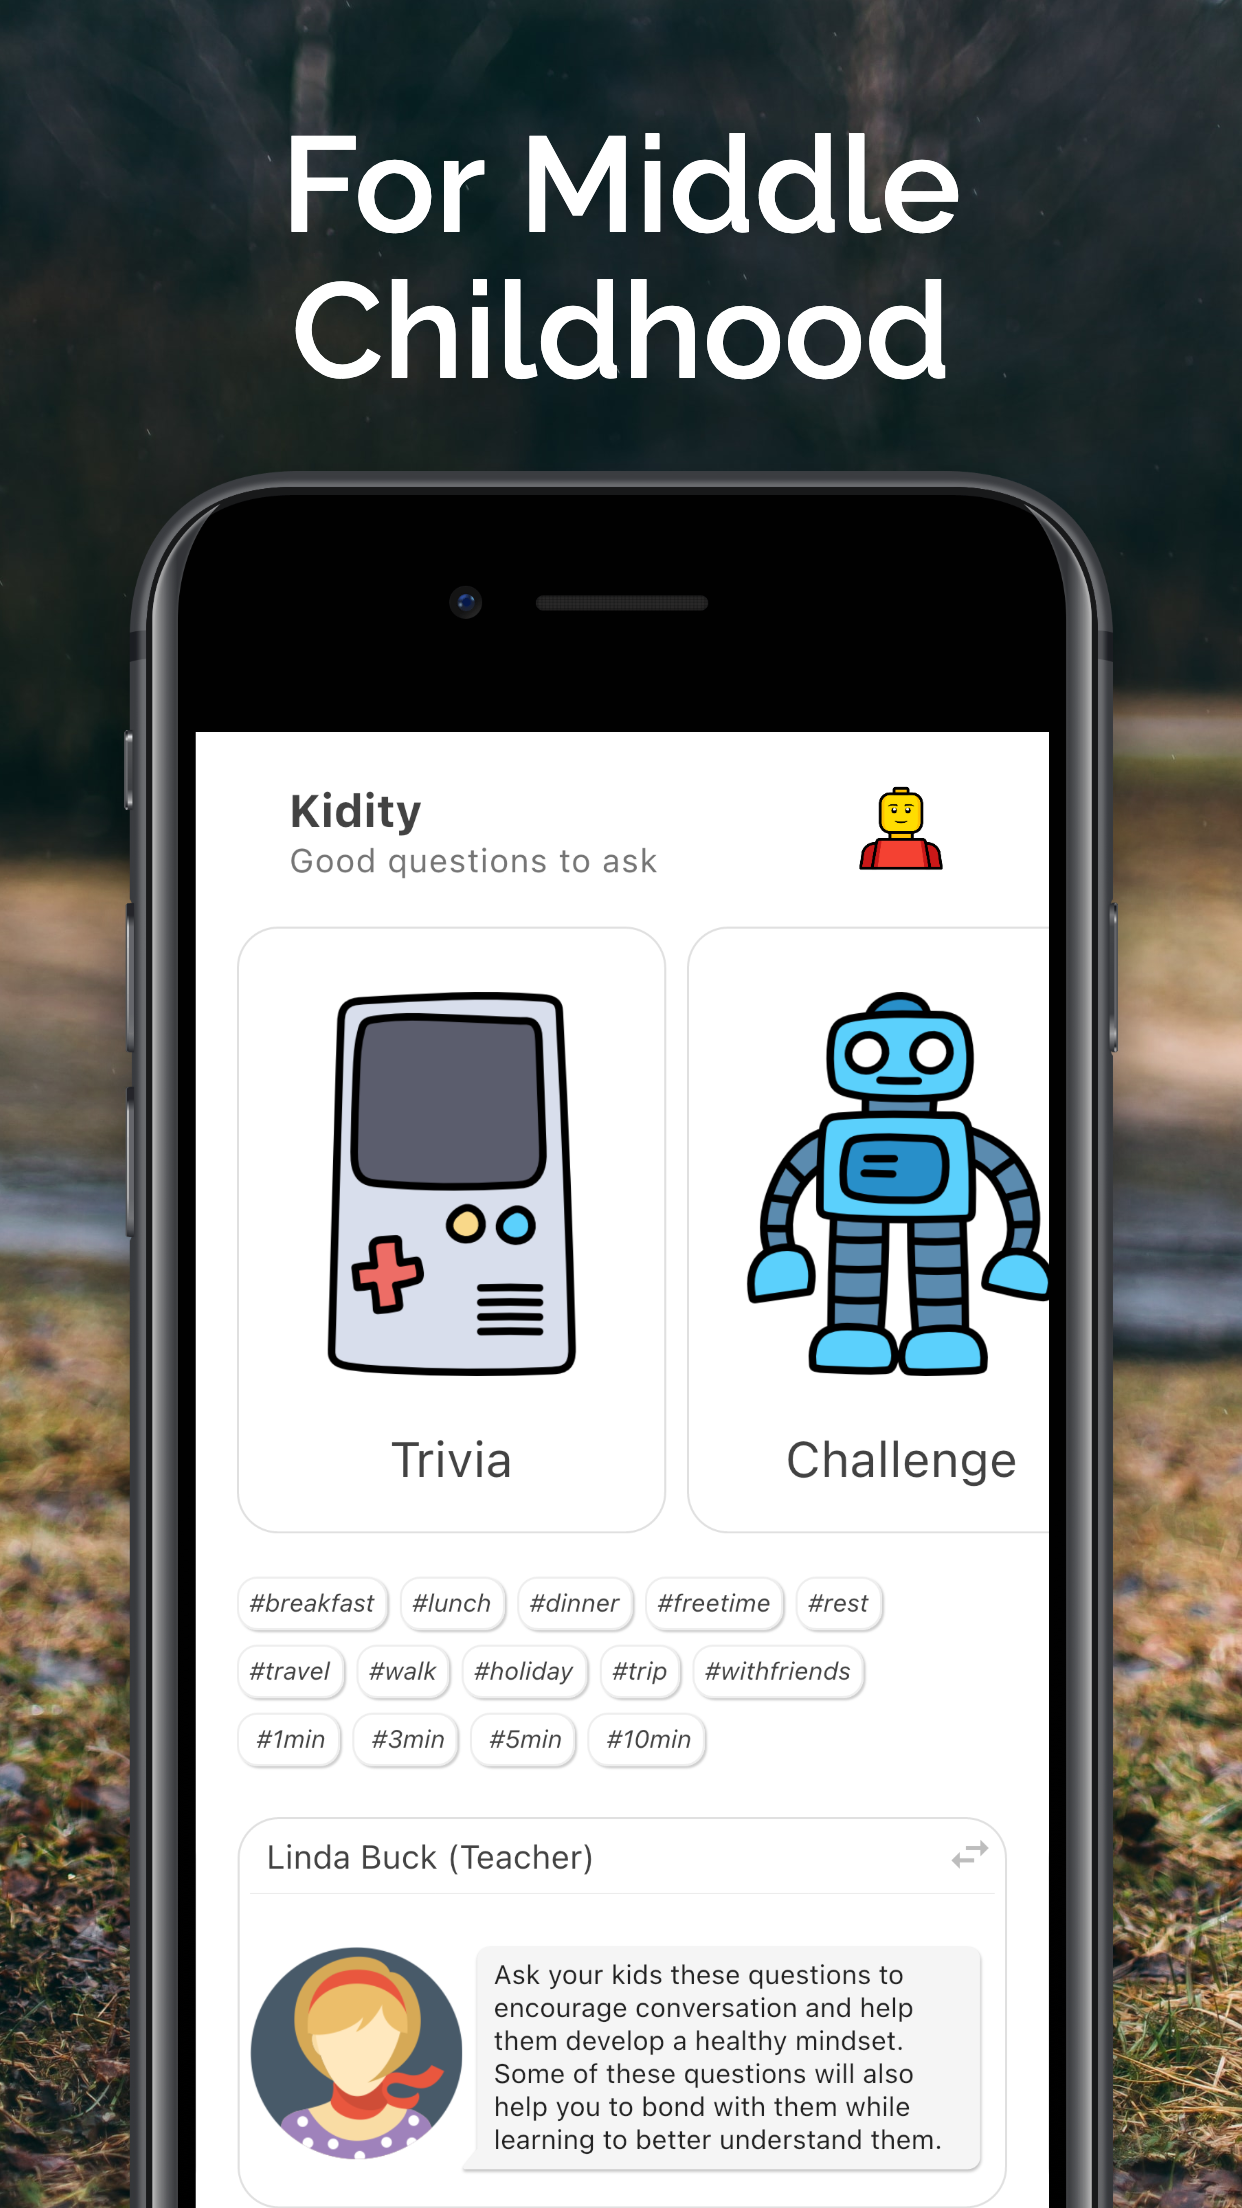 For Middle
Childhood
Kidity
Good questions to ask
Trivia
Challenge
#breakfast #lunch #dinner #freetime #rest
#travel #walk #holiday #trip #withfriends
#1min #3min #5min #10min
Linda Buck (Teacher)
Ask your kids these questions to
encourage conversation and help
them develop a healthy mindset.
Some of these questions will also
help you to bond with them while
learning to better understand them.